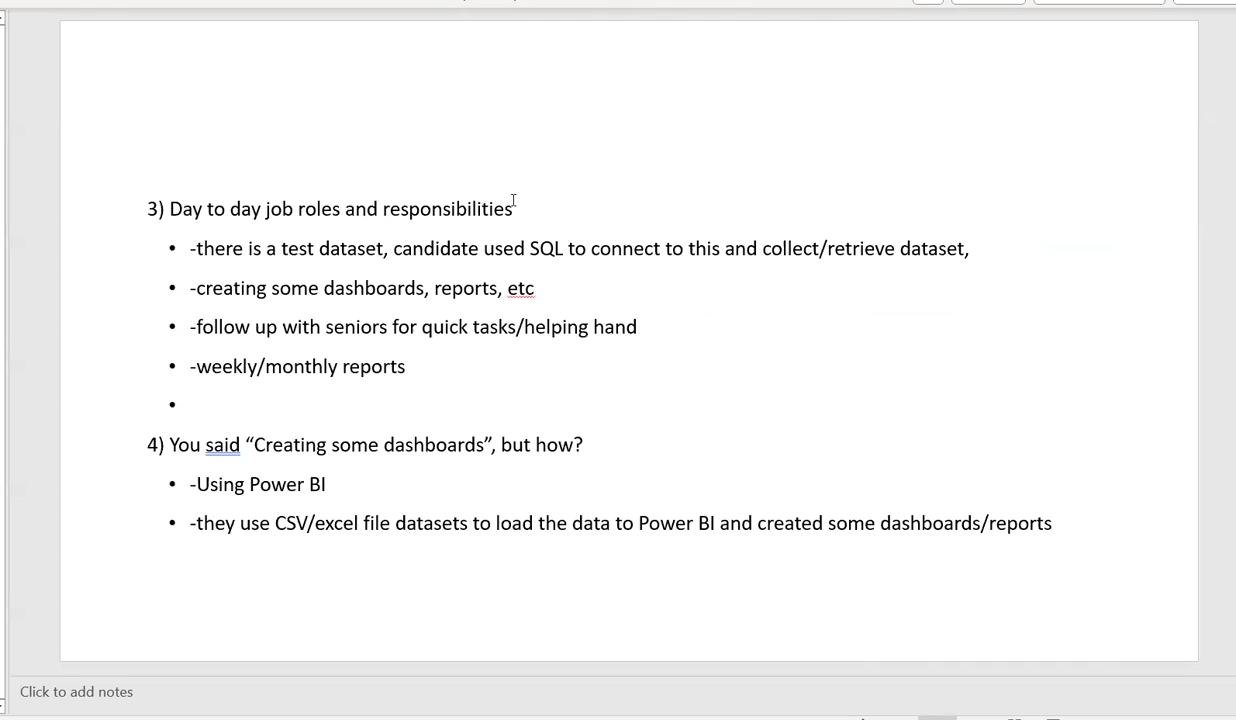 3) Day to day job roles and responsibilities
• -there is a test dataset, candidate used SQL to connect to this and collect/retrieve dataset,
• -creating some dashboards, reports, etc
• -follow up with seniors for quick tasks/helping hand
• -weekly/monthly reports
•
4) You said “Creating some dashboards”, but how?
• -Using Power BI
• -they use CSV/excel file datasets to load the data to Power BI and created some dashboards/reports
Click to add notes